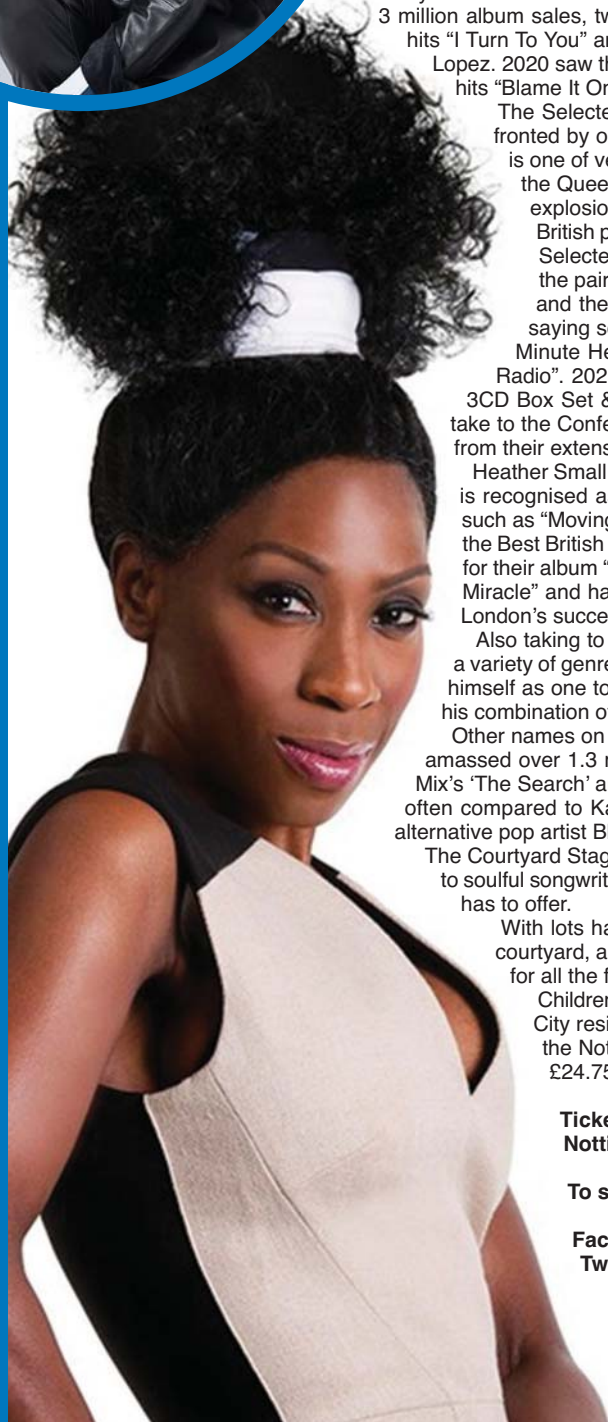 3 million album sales, tw
hits “I Turn To You” an
Lopez. 2020 saw th
hits “Blame It On
The Selecte
fronted by o
is one of ve
the Quee
explosio
British p
Selecte
the pair
and the
saying so
Minute He
Radio”. 202
3CD Box Set &
take to the Confe
from their extens
Heather Small
is recognised a
such as “Moving
the Best British
for their album “
Miracle” and ha
London’s succe
Also taking to
a variety of genre
himself as one to
his combination of
Other names on
amassed over 1.3 m
Mix’s ‘The Search’ a
often compared to Ka
alternative pop artist Bl
The Courtyard Stag
to soulful songwrit
has to offer.
With lots ha
courtyard, a
for all the f
Children
City resi
the Not
£24.75
Ticke
Notti
To s
Fac
Tw